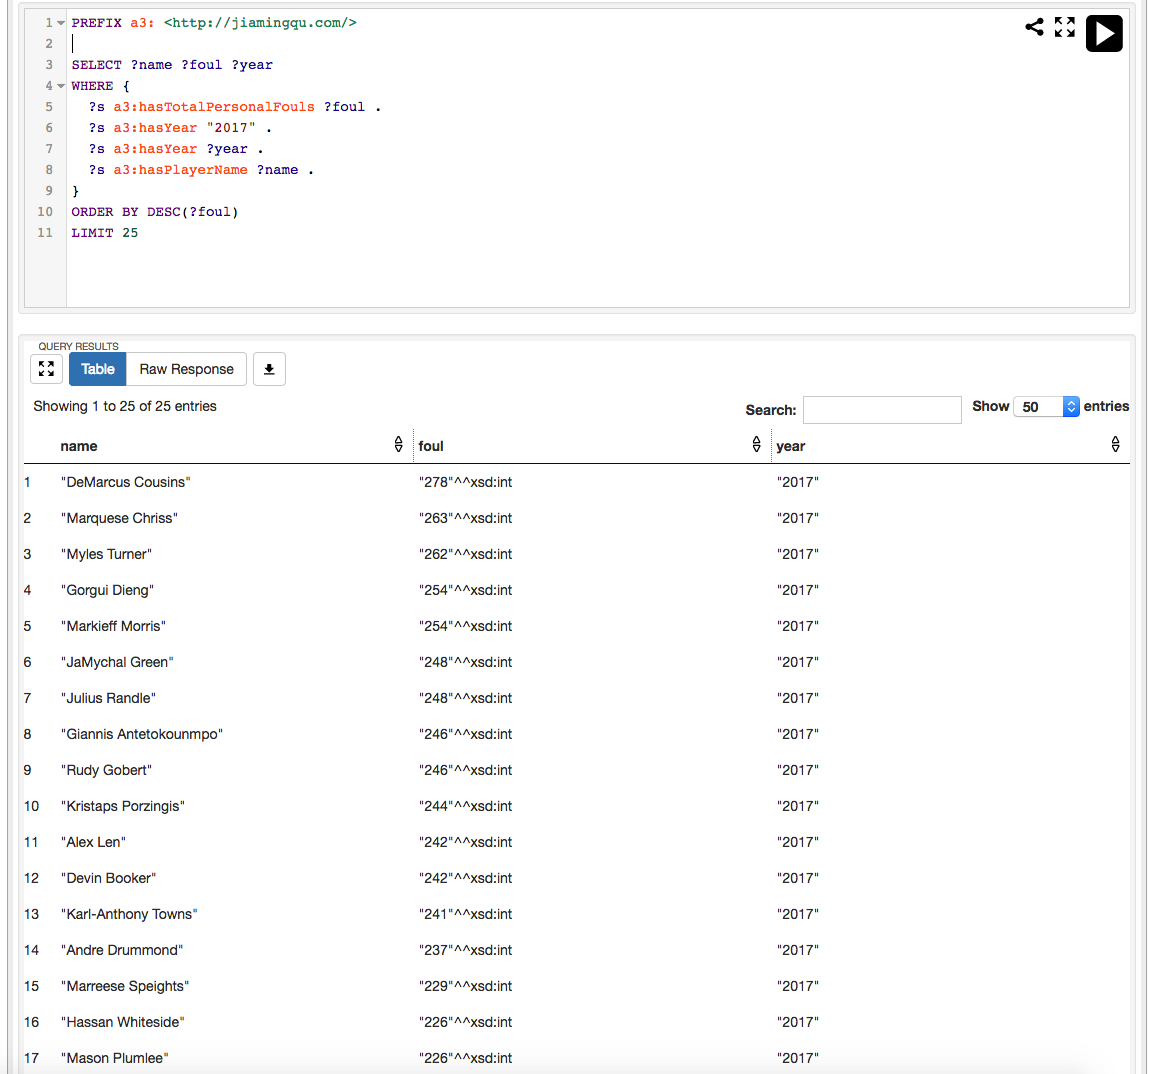 1 PREFIX a3: <http://jiamingqu.com/>
2
3 SELECT ?name ?foul ?year
4 WHERE {
5 ?s a3:hasTotalPersonalFouls ?foul .
6 ?s a3:hasYear "2017" .
7 ?s a3:hasYear ?year .
8 ?s a3:hasPlayerName ?name .
9 }
10 ORDER BY DESC(?foul)
11 LIMIT 25
QUERY RESULTS
Table Raw Response
Showing 1 to 25 of 25 entries Search: Show 50 entries
name foul year
1 "DeMarcus Cousins" "278"^^xsd:int "2017"
2 "Marquese Chriss" "263"^^xsd:int "2017"
3 "Myles Turner" "262"^^xsd:int "2017"
4 "Gorgui Dieng" "254"^^xsd:int "2017"
5 "Markieff Morris" "254"^^xsd:int "2017"
6 "JaMychal Green" "248"^^xsd:int "2017"
7 "Julius Randle" "248"^^xsd:int "2017"
8 "Giannis Antetokounmpo" "246"^^xsd:int "2017"
9 "Rudy Gobert" "246"^^xsd:int "2017"
10 "Kristaps Porzingis" "244"^^xsd:int "2017"
11 "Alex Len" "242"^^xsd:int "2017"
12 "Devin Booker" "242"^^xsd:int "2017"
13 "Karl-Anthony Towns" "241"^^xsd:int "2017"
14 "Andre Drummond" "237"^^xsd:int "2017"
15 "Marreese Speights" "229"^^xsd:int "2017"
16 "Hassan Whiteside" "226"^^xsd:int "2017"
17 "Mason Plumlee" "226"^^xsd:int "2017"